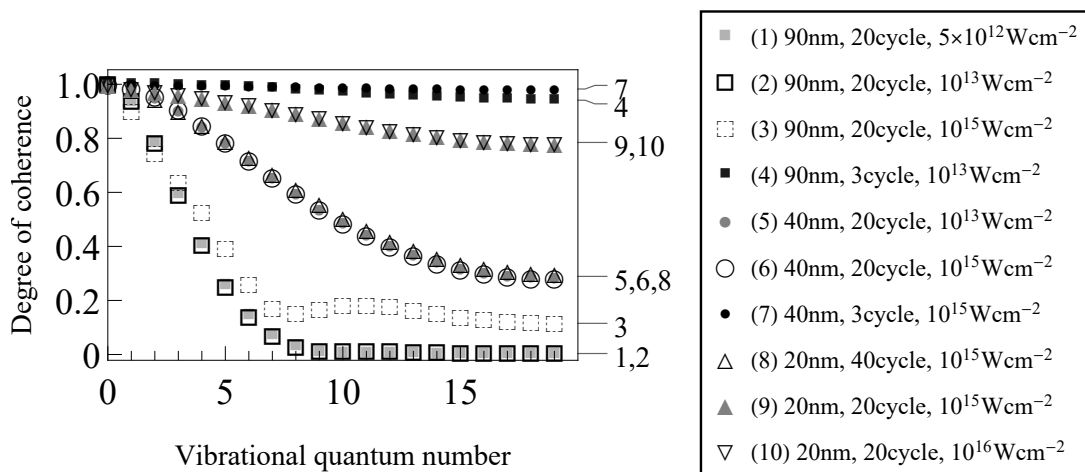 Degree of coherence
1.0
0.8
0.6
0.4
0.2
0
0 5 10 15
Vibrational quantum number
7
4
9,10
5,6,8
3
1,2
(1) 90nm, 20cycle, 5×10¹²Wcm⁻²
(2) 90nm, 20cycle, 10¹³Wcm⁻²
(3) 90nm, 20cycle, 10¹⁵Wcm⁻²
(4) 90nm, 3cycle, 10¹³Wcm⁻²
(5) 40nm, 20cycle, 10¹³Wcm⁻²
(6) 40nm, 20cycle, 10¹⁵Wcm⁻²
(7) 40nm, 3cycle, 10¹⁵Wcm⁻²
(8) 20nm, 40cycle, 10¹⁵Wcm⁻²
(9) 20nm, 20cycle, 10¹⁵Wcm⁻²
(10) 20nm, 20cycle, 10¹⁶Wcm⁻²